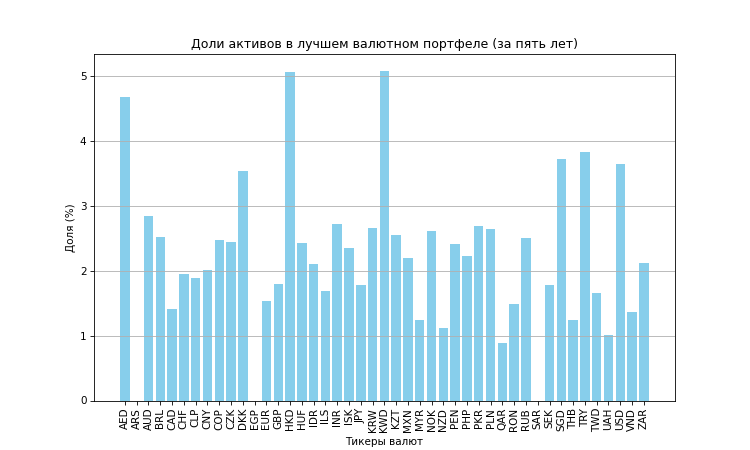 Доли активов в лучшем валютном портфеле (за пять лет)
Доля (%)
5
4
3
2
1
0
AED ARS AUD BRL CAD CHF CLP CNY COP CZK DKK EGP EUR GBP HKD HUF IDR ILS INR ISK JPY KRW KWD KZT MXN MYR NOK NZD PEN PHP PKR PLN QAR RON RUB SAR SEK SGD THB TRY TWD UAH USD VND ZAR
Тикеры валют